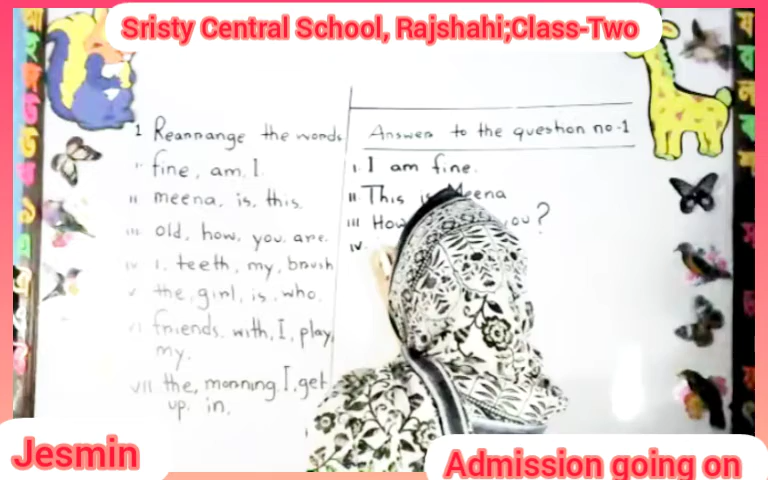 Sristy Central School, Rajshahi;Class-Two
1 Rearrange the words
i. fine, am, I.
ii meena, is, this.
iii. old, how, you, are.
iv i, teeth, my, brush
v the, girl, is, who.
vi friends, with, I, play,
my.
vii the, morning, I, get
up, in.
Answer to the question no-1
i. I am fine.
ii This is Meena
iii How you?
iv.
Jesmin
Admission going on